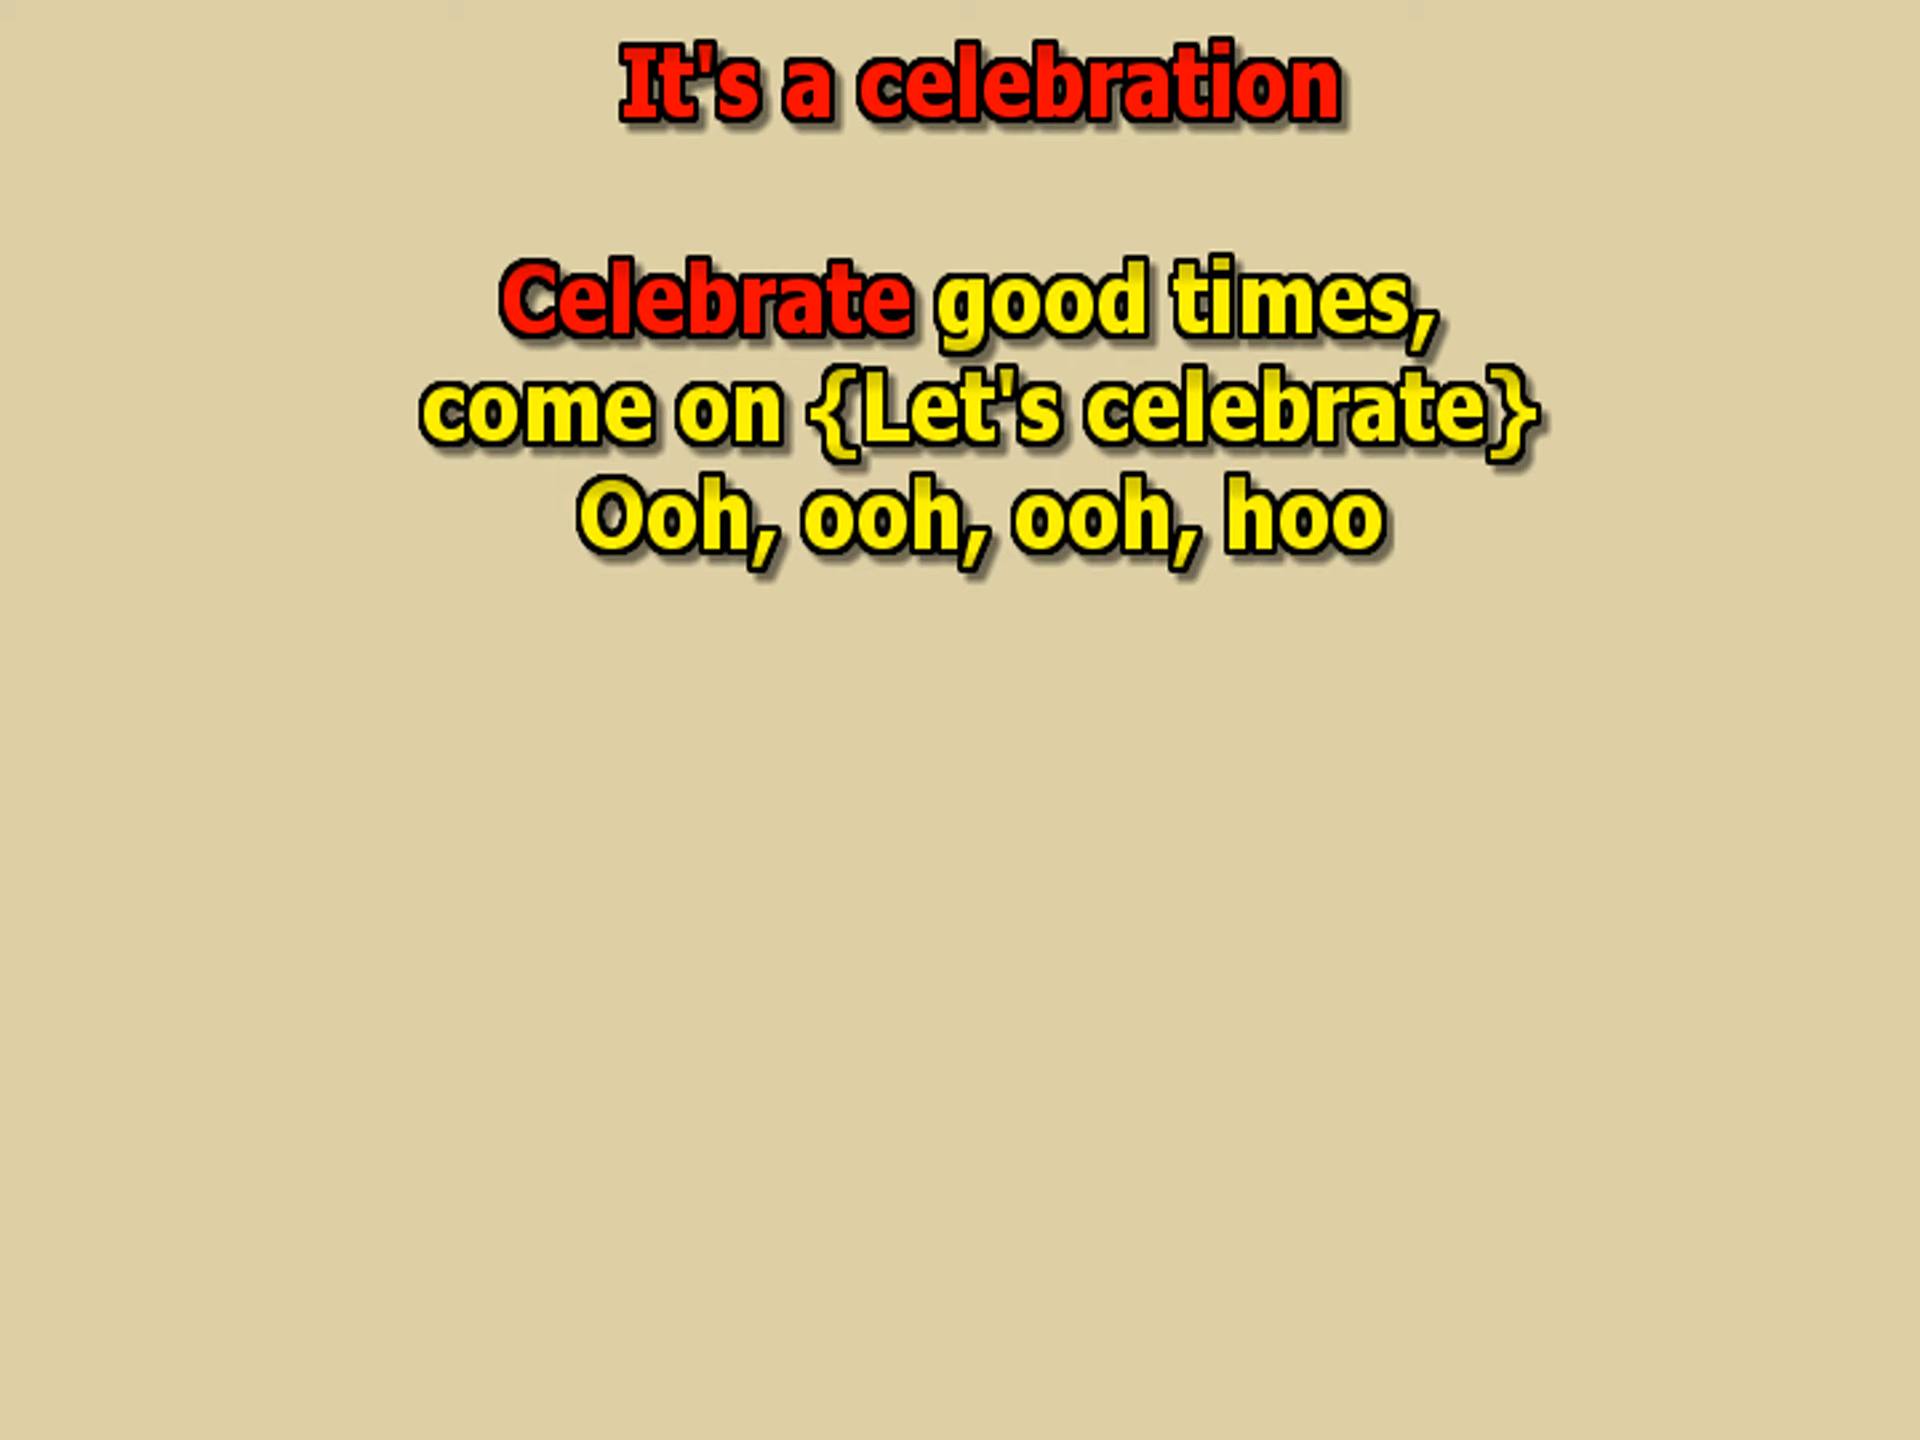 It's a celebration
Celebrate good times,
come on {Let's celebrate}
Ooh, ooh, ooh, hoo